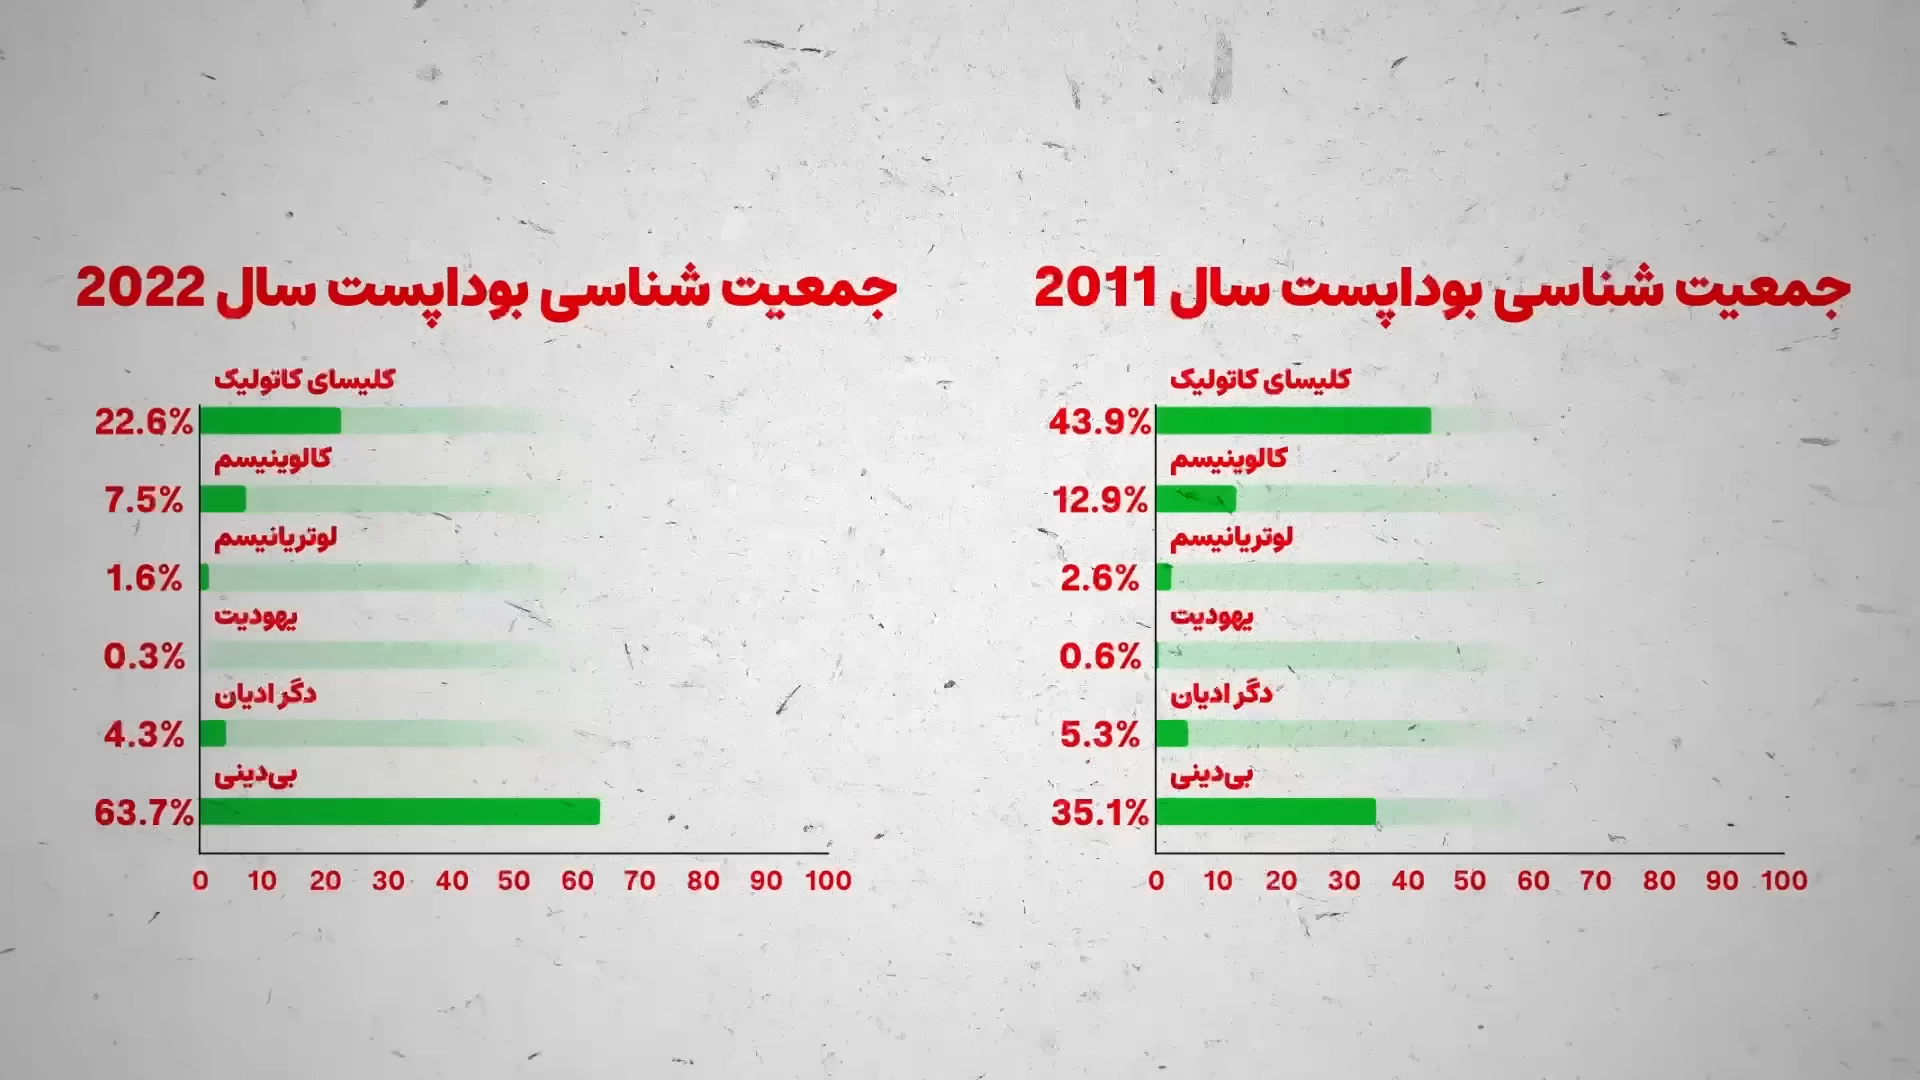 جمعیت شناسی بوداپست سال 2011
کلیسای کاتولیک
43.9%
کالوینیسم
12.9%
لوتریانیسم
2.6%
یهودیت
0.6%
دگر ادیان
5.3%
بی‌دینی
35.1%
0 10 20 30 40 50 60 70 80 90 100
جمعیت شناسی بوداپست سال 2022
کلیسای کاتولیک
22.6%
کالوینیسم
7.5%
لوتریانیسم
1.6%
یهودیت
0.3%
دگر ادیان
4.3%
بی‌دینی
63.7%
0 10 20 30 40 50 60 70 80 90 100